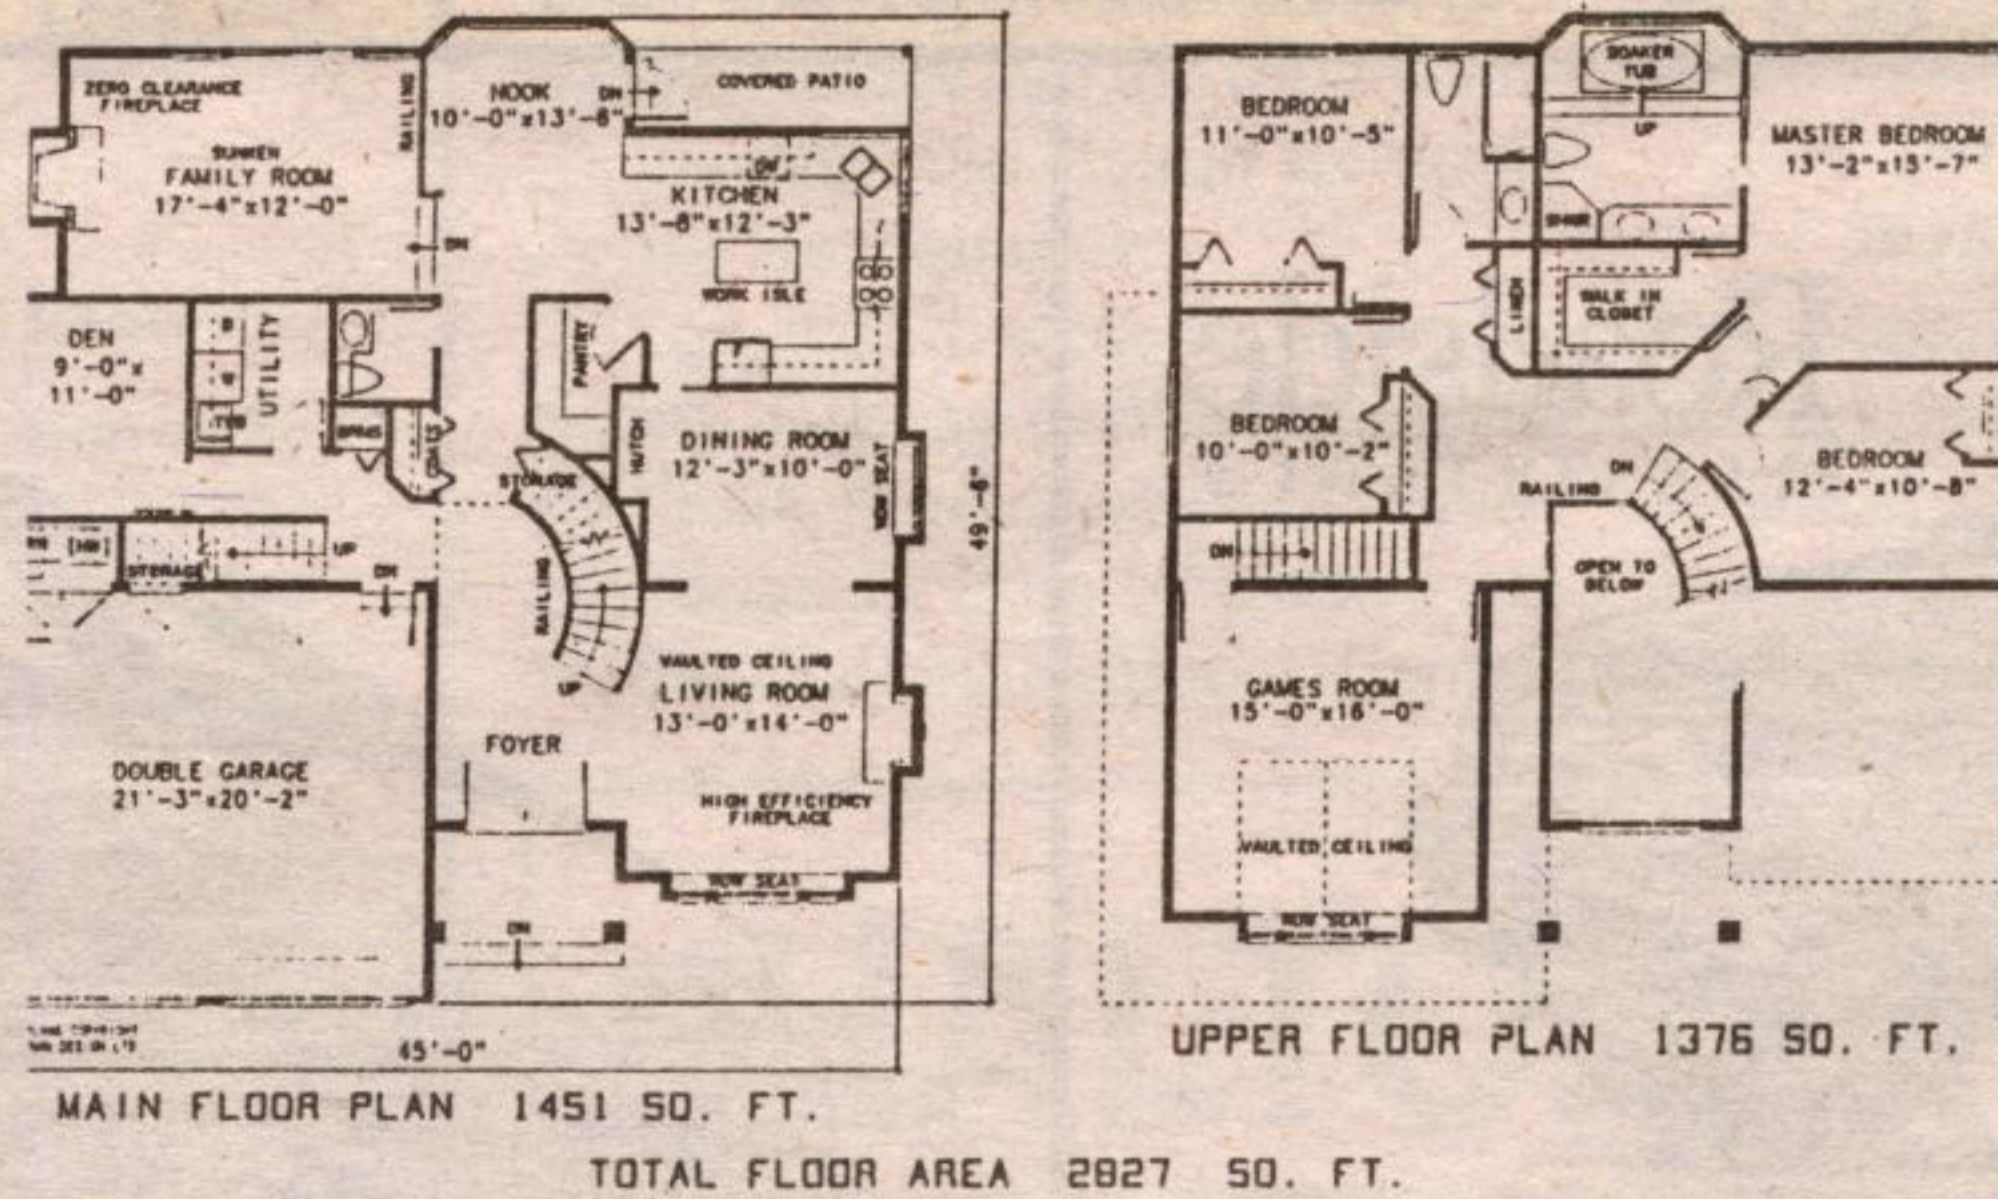 ZERO CLEARANCE
FIREPLACE
RAILING
NOOK
10'-0"x13'-6"
DN
COVERED PATIO
SUNKEN
FAMILY ROOM
17'-4"x12'-0"
DN
DW
KITCHEN
13'-8"x12'-3"
WORK ISLE
DEN
9'-0"x
11'-0"
D
W
TUB
UTILITY
PANTRY
COATS
STORAGE
HUTCH
DINING ROOM
12'-3"x10'-0"
WDW SEAT
49'-6"
UP
STORAGE
DN
RAILING
UP
VAULTED CEILING
LIVING ROOM
13'-0"x14'-0"
FOYER
HIGH EFFICIENCY
FIREPLACE
DOUBLE GARAGE
21'-3"x20'-2"
WDW SEAT
DN
45'-0"
MAIN FLOOR PLAN 1451 SQ. FT.
BEDROOM
11'-0"x10'-5"
SOAKER
TUB
UP
SHWR
MASTER BEDROOM
13'-2"x15'-7"
LINEN
WALK IN
CLOSET
BEDROOM
10'-0"x10'-2"
DN
RAILING
BEDROOM
12'-4"x10'-8"
DN
OPEN TO
BELOW
GAMES ROOM
15'-0"x16'-0"
VAULTED CEILING
WDW SEAT
UPPER FLOOR PLAN 1376 SQ. FT.
TOTAL FLOOR AREA 2827 SQ. FT.